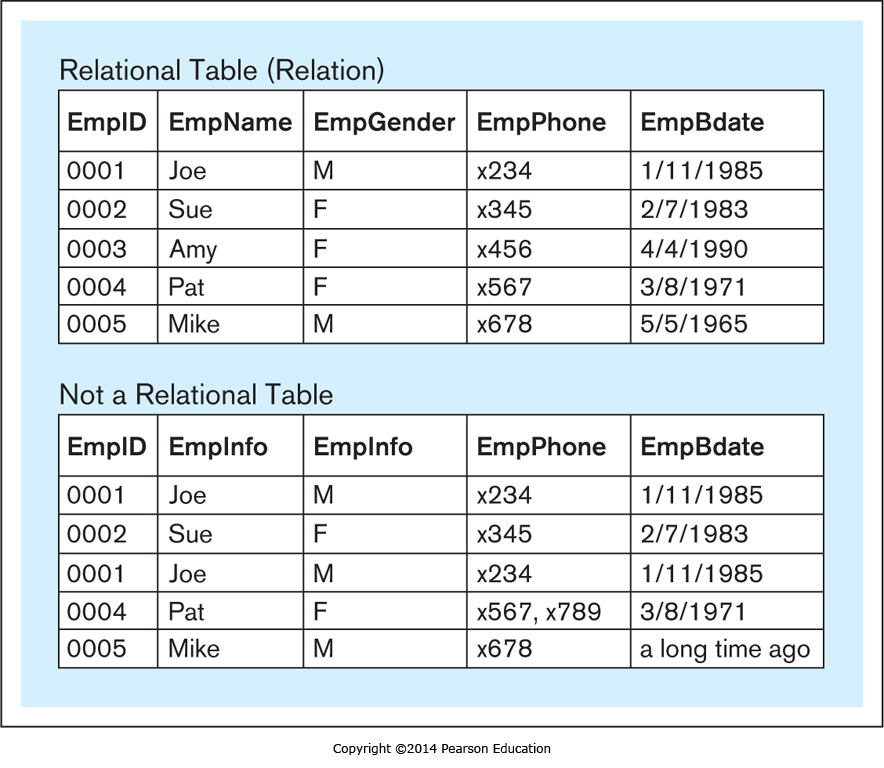 Relational Table (Relation)
EmpID EmpName EmpGender EmpPhone EmpBdate
0001 Joe M x234 1/11/1985
0002 Sue F x345 2/7/1983
0003 Amy F x456 4/4/1990
0004 Pat F x567 3/8/1971
0005 Mike M x678 5/5/1965
Not a Relational Table
EmpID EmpInfo EmpInfo EmpPhone EmpBdate
0001 Joe M x234 1/11/1985
0002 Sue F x345 2/7/1983
0001 Joe M x234 1/11/1985
0004 Pat F x567, x789 3/8/1971
0005 Mike M x678 a long time ago
Copyright ©2014 Pearson Education